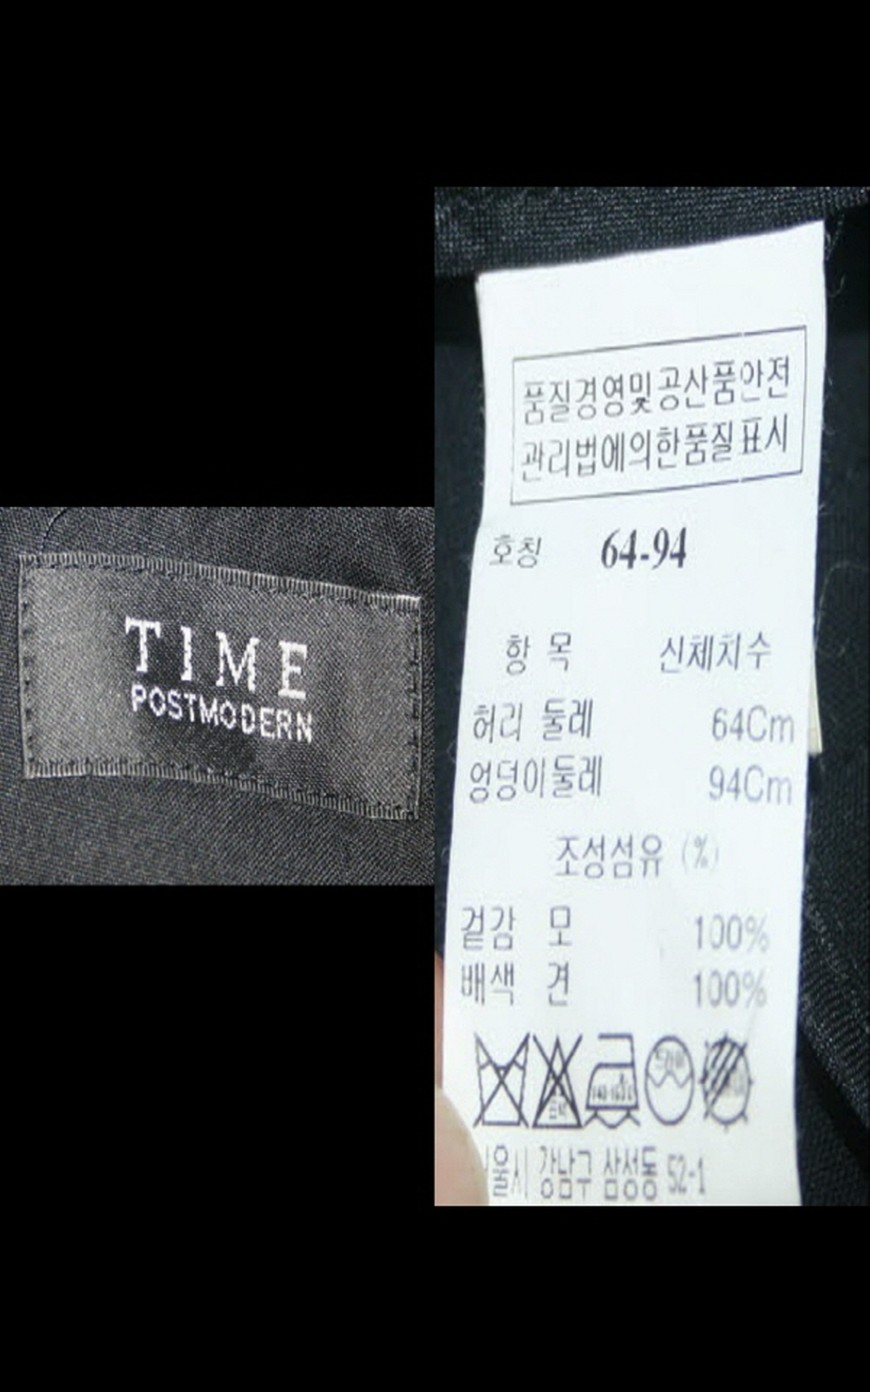 TIME
POSTMODERN
품질경영및공산품안전
관리법에의한품질표시
호칭 64-94
항 목 신체치수
허리 둘레 64Cm
엉덩이둘레 94Cm
조성섬유 (%)
겉감 모 100%
배색 견 100%
강남구 삼성동 52-1